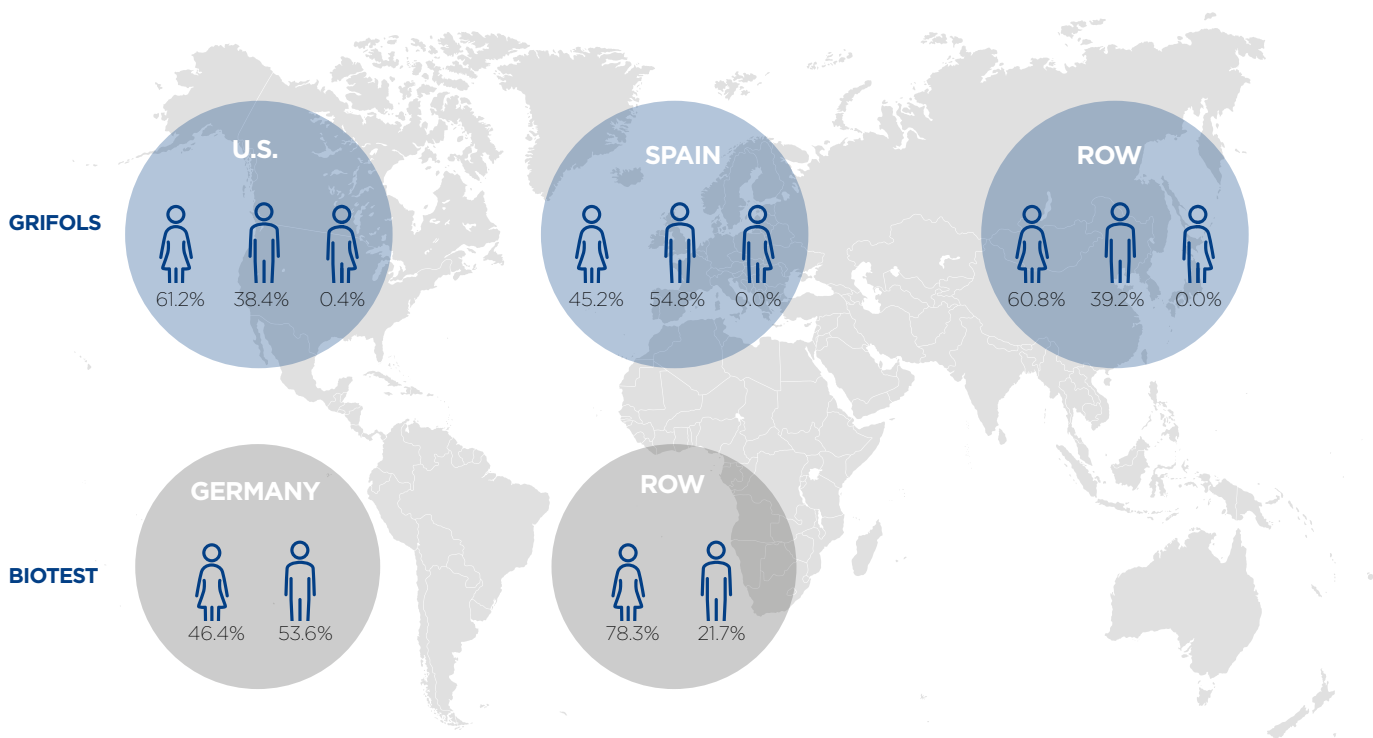 U.S.
SPAIN
ROW
GRIFOLS
61.2% 38.4% 0.4%
45.2% 54.8% 0.0%
60.8% 39.2% 0.0%
GERMANY
ROW
BIOTEST
46.4% 53.6%
78.3% 21.7%